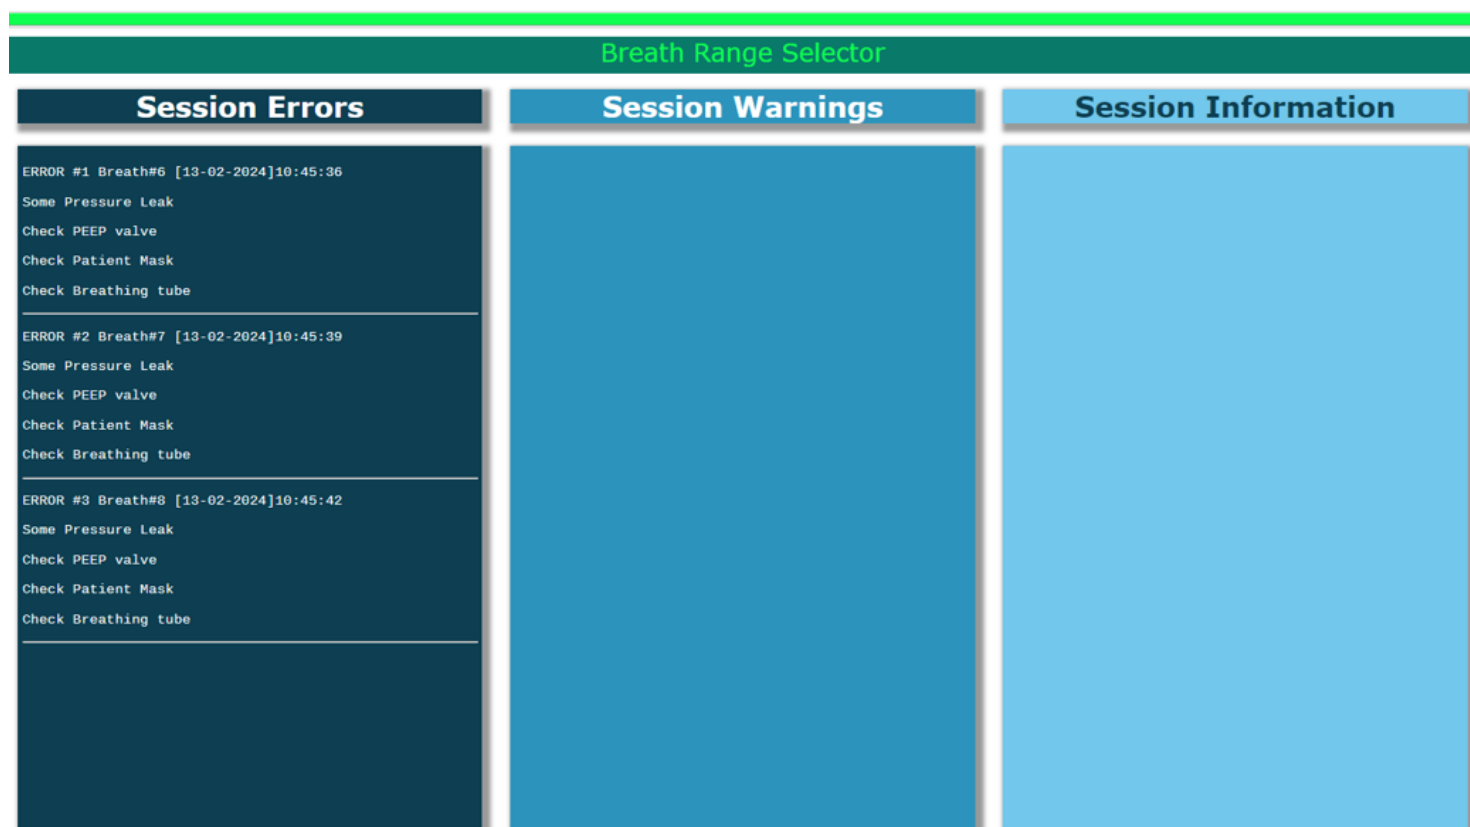 Breath Range Selector
Session Errors
Session Warnings
Session Information
ERROR #1 Breath#6 [13-02-2024]10:45:36
Some Pressure Leak
Check PEEP valve
Check Patient Mask
Check Breathing tube
ERROR #2 Breath#7 [13-02-2024]10:45:39
Some Pressure Leak
Check PEEP valve
Check Patient Mask
Check Breathing tube
ERROR #3 Breath#8 [13-02-2024]10:45:42
Some Pressure Leak
Check PEEP valve
Check Patient Mask
Check Breathing tube